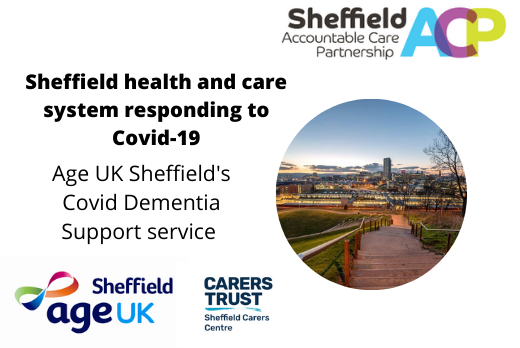 Sheffield
Accountable Care
Partnership
ACP
Sheffield health and care
system responding to
Covid-19
Age UK Sheffield's
Covid Dementia
Support service
Sheffield
age UK
CARERS
TRUST
Sheffield Carers
Centre